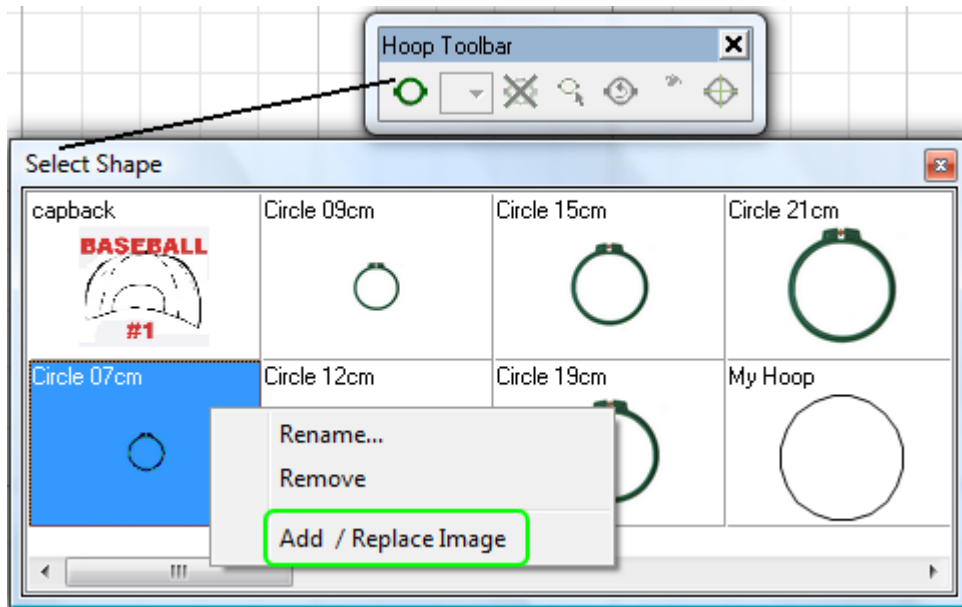 Hoop Toolbar
Select Shape
capback
Circle 09cm
Circle 15cm
Circle 21cm
BASEBALL
#1
Circle 07cm
Circle 12cm
Circle 19cm
My Hoop
Rename...
Remove
Add / Replace Image